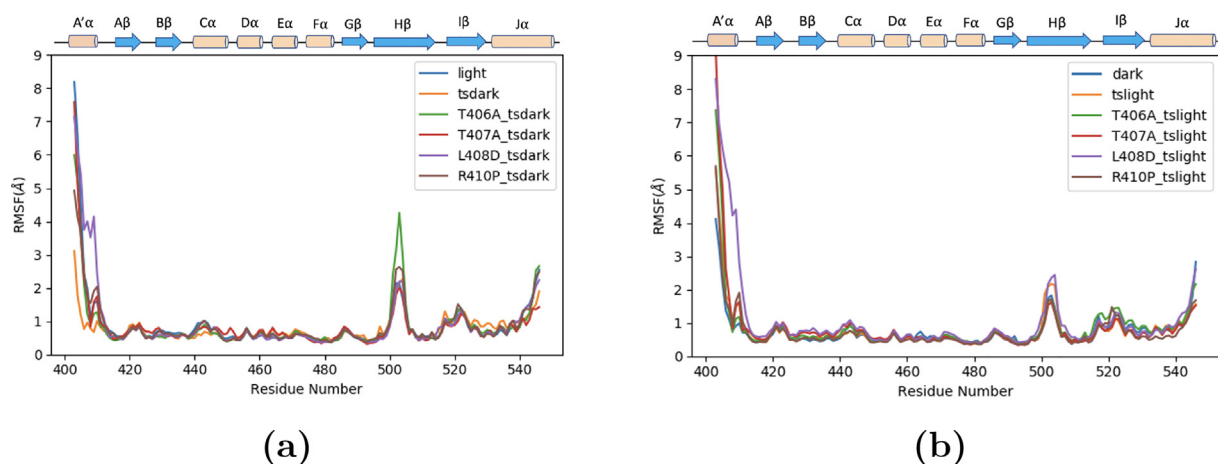 A'α Aβ Bβ Cα Dα Eα Fα Gβ Hβ Iβ Jα
9
8
7
6
5
4
3
2
1
0
RMSF(Å)
light
tsdark
T406A_tsdark
T407A_tsdark
L408D_tsdark
R410P_tsdark
400 420 440 460 480 500 520 540
Residue Number
(a)
A'α Aβ Bβ Cα Dα Eα Fα Gβ Hβ Iβ Jα
9
8
7
6
5
4
3
2
1
0
RMSF(Å)
dark
tslight
T406A_tslight
T407A_tslight
L408D_tslight
R410P_tslight
400 420 440 460 480 500 520 540
Residue Number
(b)